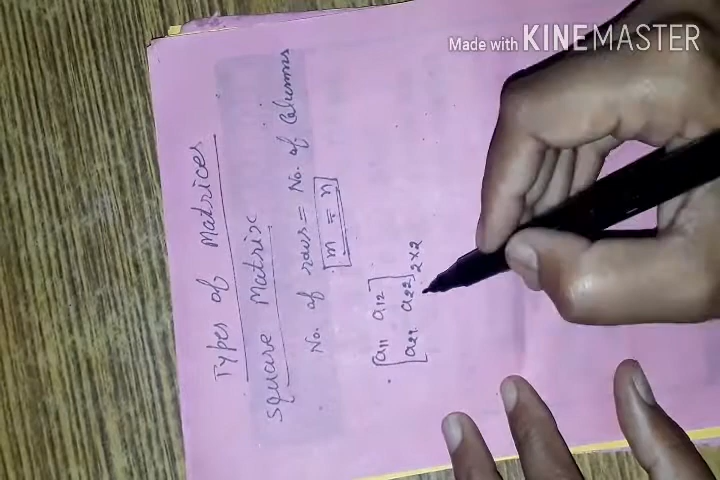 Made with KINEMASTER
Types of Matrices
Square Matrix
No. of rows = No. of Columns
m = n
[a11 a12
a21 a22] 2×2